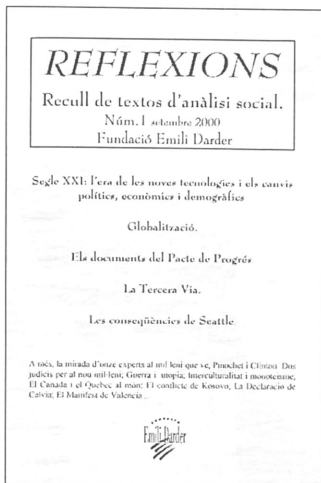 REFLEXIONS
Recull de textos d'anàlisi social.
Núm.1 setembre 2000
Fundació Emili Darder
Segle XXI: l'era de les noves tecnologies i els canvis
polítics, econòmics i demogràfics
Globalització.
Els documents del Pacte de Progrés
La Tercera Via.
Les conseqüències de Seattle
A més, la mirada d'onze experts al mil·leni que ve, Pinochet i Clinton: Dos
judicis per al nou mil·leni; Guerra i utopia; Interculturalitat i monoteisme;
El Canadà i el Quebec al món; El conflicte de Kosovo, La Declaració de
Calvià; El Manifest de Valencia...
Emili Darder